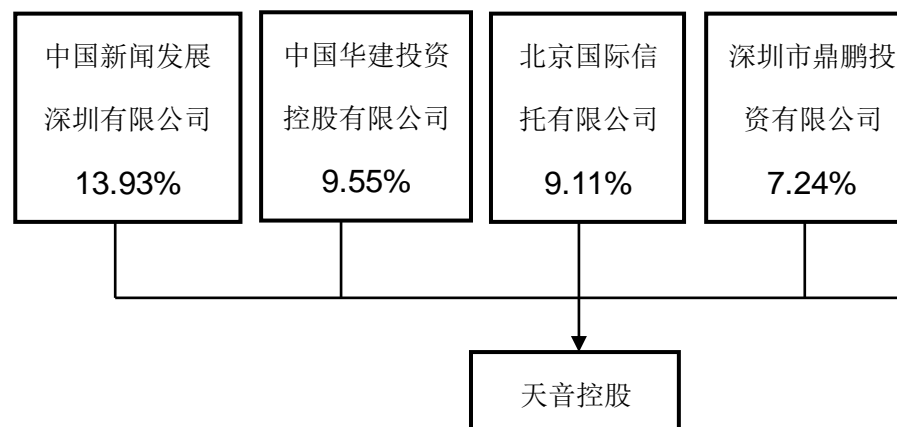 中国新闻发展
深圳有限公司
13.93%
中国华建投资
控股有限公司
9.55%
北京国际信
托有限公司
9.11%
深圳市鼎鹏投
资有限公司
7.24%
天音控股